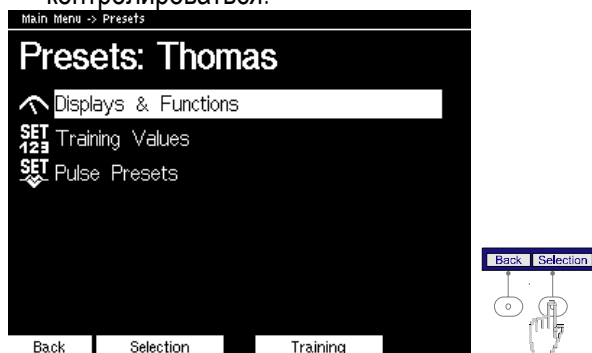 контролироваться.
Main Menu -> Presets
Presets: Thomas
Displays & Functions
SET
123 Training Values
SET Pulse Presets
Back Selection
Back Selection Training